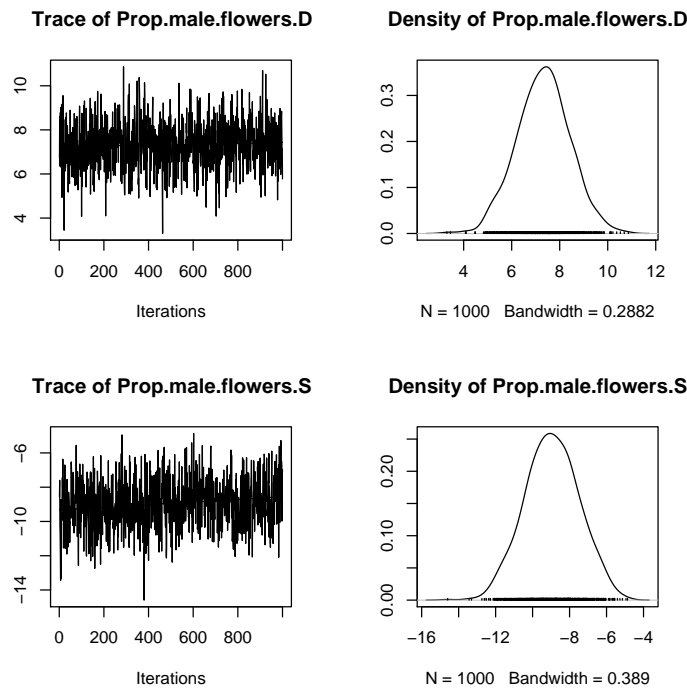 Trace of Prop.male.flowers.D
10
8
6
4
0 200 400 600 800
Iterations
Density of Prop.male.flowers.D
0.3
0.2
0.1
0.0
4 6 8 10 12
N = 1000 Bandwidth = 0.2882
Trace of Prop.male.flowers.S
−6
−10
−14
0 200 400 600 800
Iterations
Density of Prop.male.flowers.S
0.20
0.10
0.00
−16 −12 −8 −6 −4
N = 1000 Bandwidth = 0.389